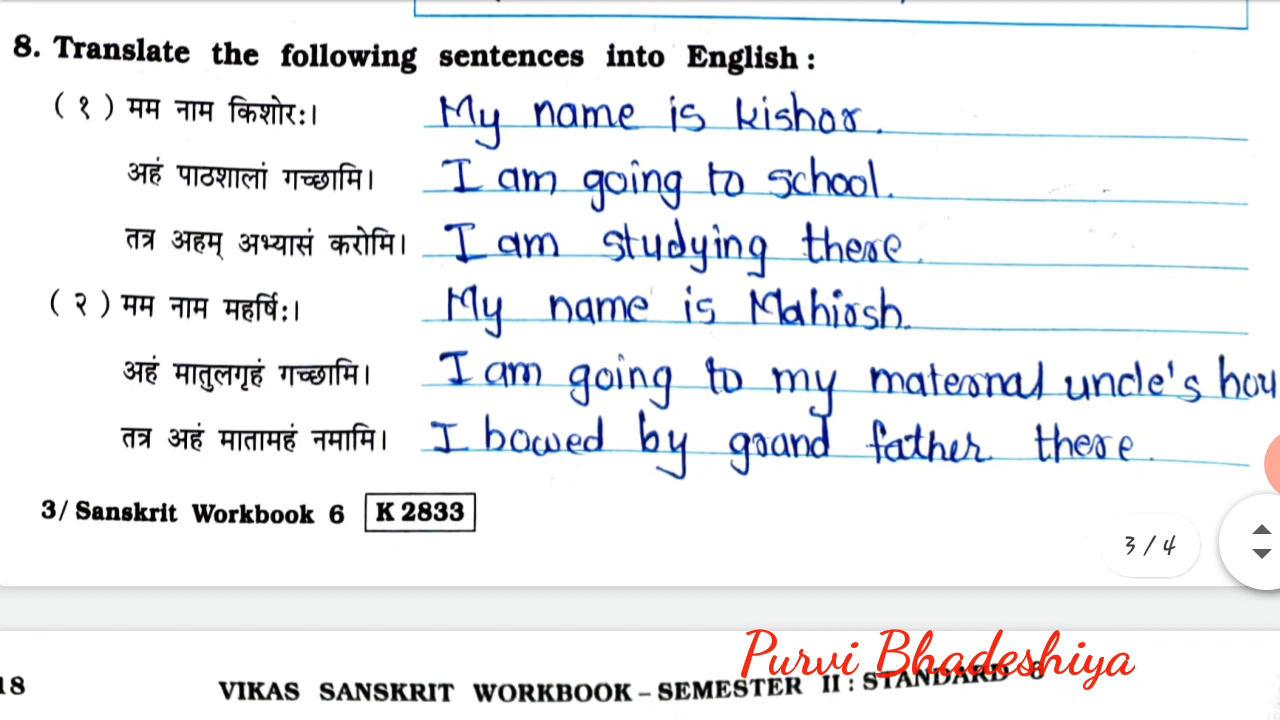 8. Translate the following sentences into English :
( १ ) मम नाम किशोरः। My name is kishor.
अहं पाठशालां गच्छामि। I am going to school.
तत्र अहम् अभ्यासं करोमि। I am studying there.
( २ ) मम नाम महर्षिः। My name is Mahirsh.
अहं मातुलगृहं गच्छामि। I am going to my maternal uncle's hou
तत्र अहं मातामहं नमामि। I bowed by grand father there.
3/ Sanskrit Workbook 6 K 2833
3 / 4
Purvi Bhadeshiya
18 VIKAS SANSKRIT WORKBOOK – SEMESTER II : STANDARD 6